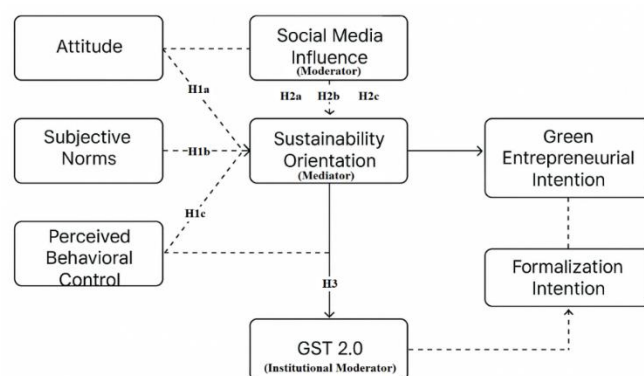 Attitude
Social Media
Influence
(Moderator)
H1a
H2a H2b H2c
Subjective
Norms
H1b
Sustainability
Orientation
(Mediator)
Green
Entrepreneurial
Intention
H1c
Perceived
Behavioral
Control
Formalization
Intention
H3
GST 2.0
(Institutional Moderator)